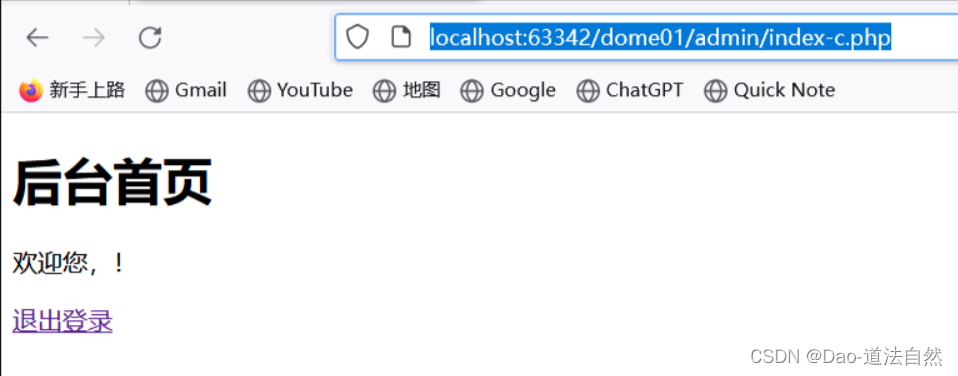 localhost:63342/dome01/admin/index-c.php
新手上路 Gmail YouTube 地图 Google ChatGPT Quick Note
后台首页
欢迎您，！
退出登录
CSDN @Dao-道法自然